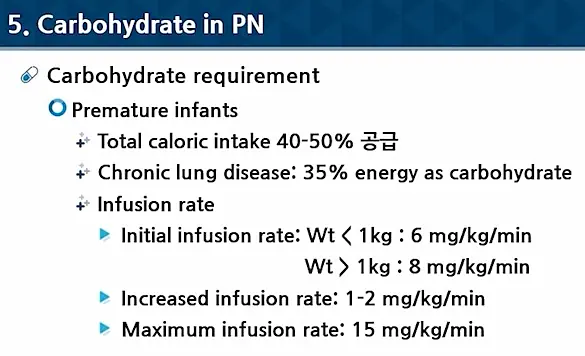 5. Carbohydrate in PN
Carbohydrate requirement
Premature infants
Total caloric intake 40-50% 공급
Chronic lung disease: 35% energy as carbohydrate
Infusion rate
Initial infusion rate: Wt < 1kg : 6 mg/kg/min
Wt > 1kg : 8 mg/kg/min
Increased infusion rate: 1-2 mg/kg/min
Maximum infusion rate: 15 mg/kg/min